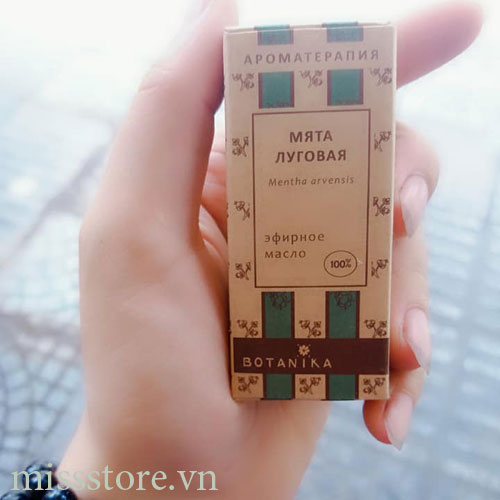 АРОМАТЕРАПИЯ
МЯТА
ЛУГОВАЯ
Mentha arvensis
эфирное
масло
100%
BOTANIKA
missstore.vn